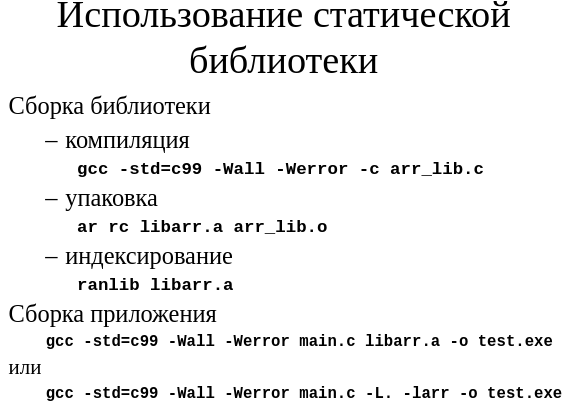 Использование статической
библиотеки
Сборка библиотеки
– компиляция
gcc -std=c99 -Wall -Werror -c arr_lib.c
– упаковка
ar rc libarr.a arr_lib.o
– индексирование
ranlib libarr.a
Сборка приложения
gcc -std=c99 -Wall -Werror main.c libarr.a -o test.exe
или
gcc -std=c99 -Wall -Werror main.c -L. -larr -o test.exe